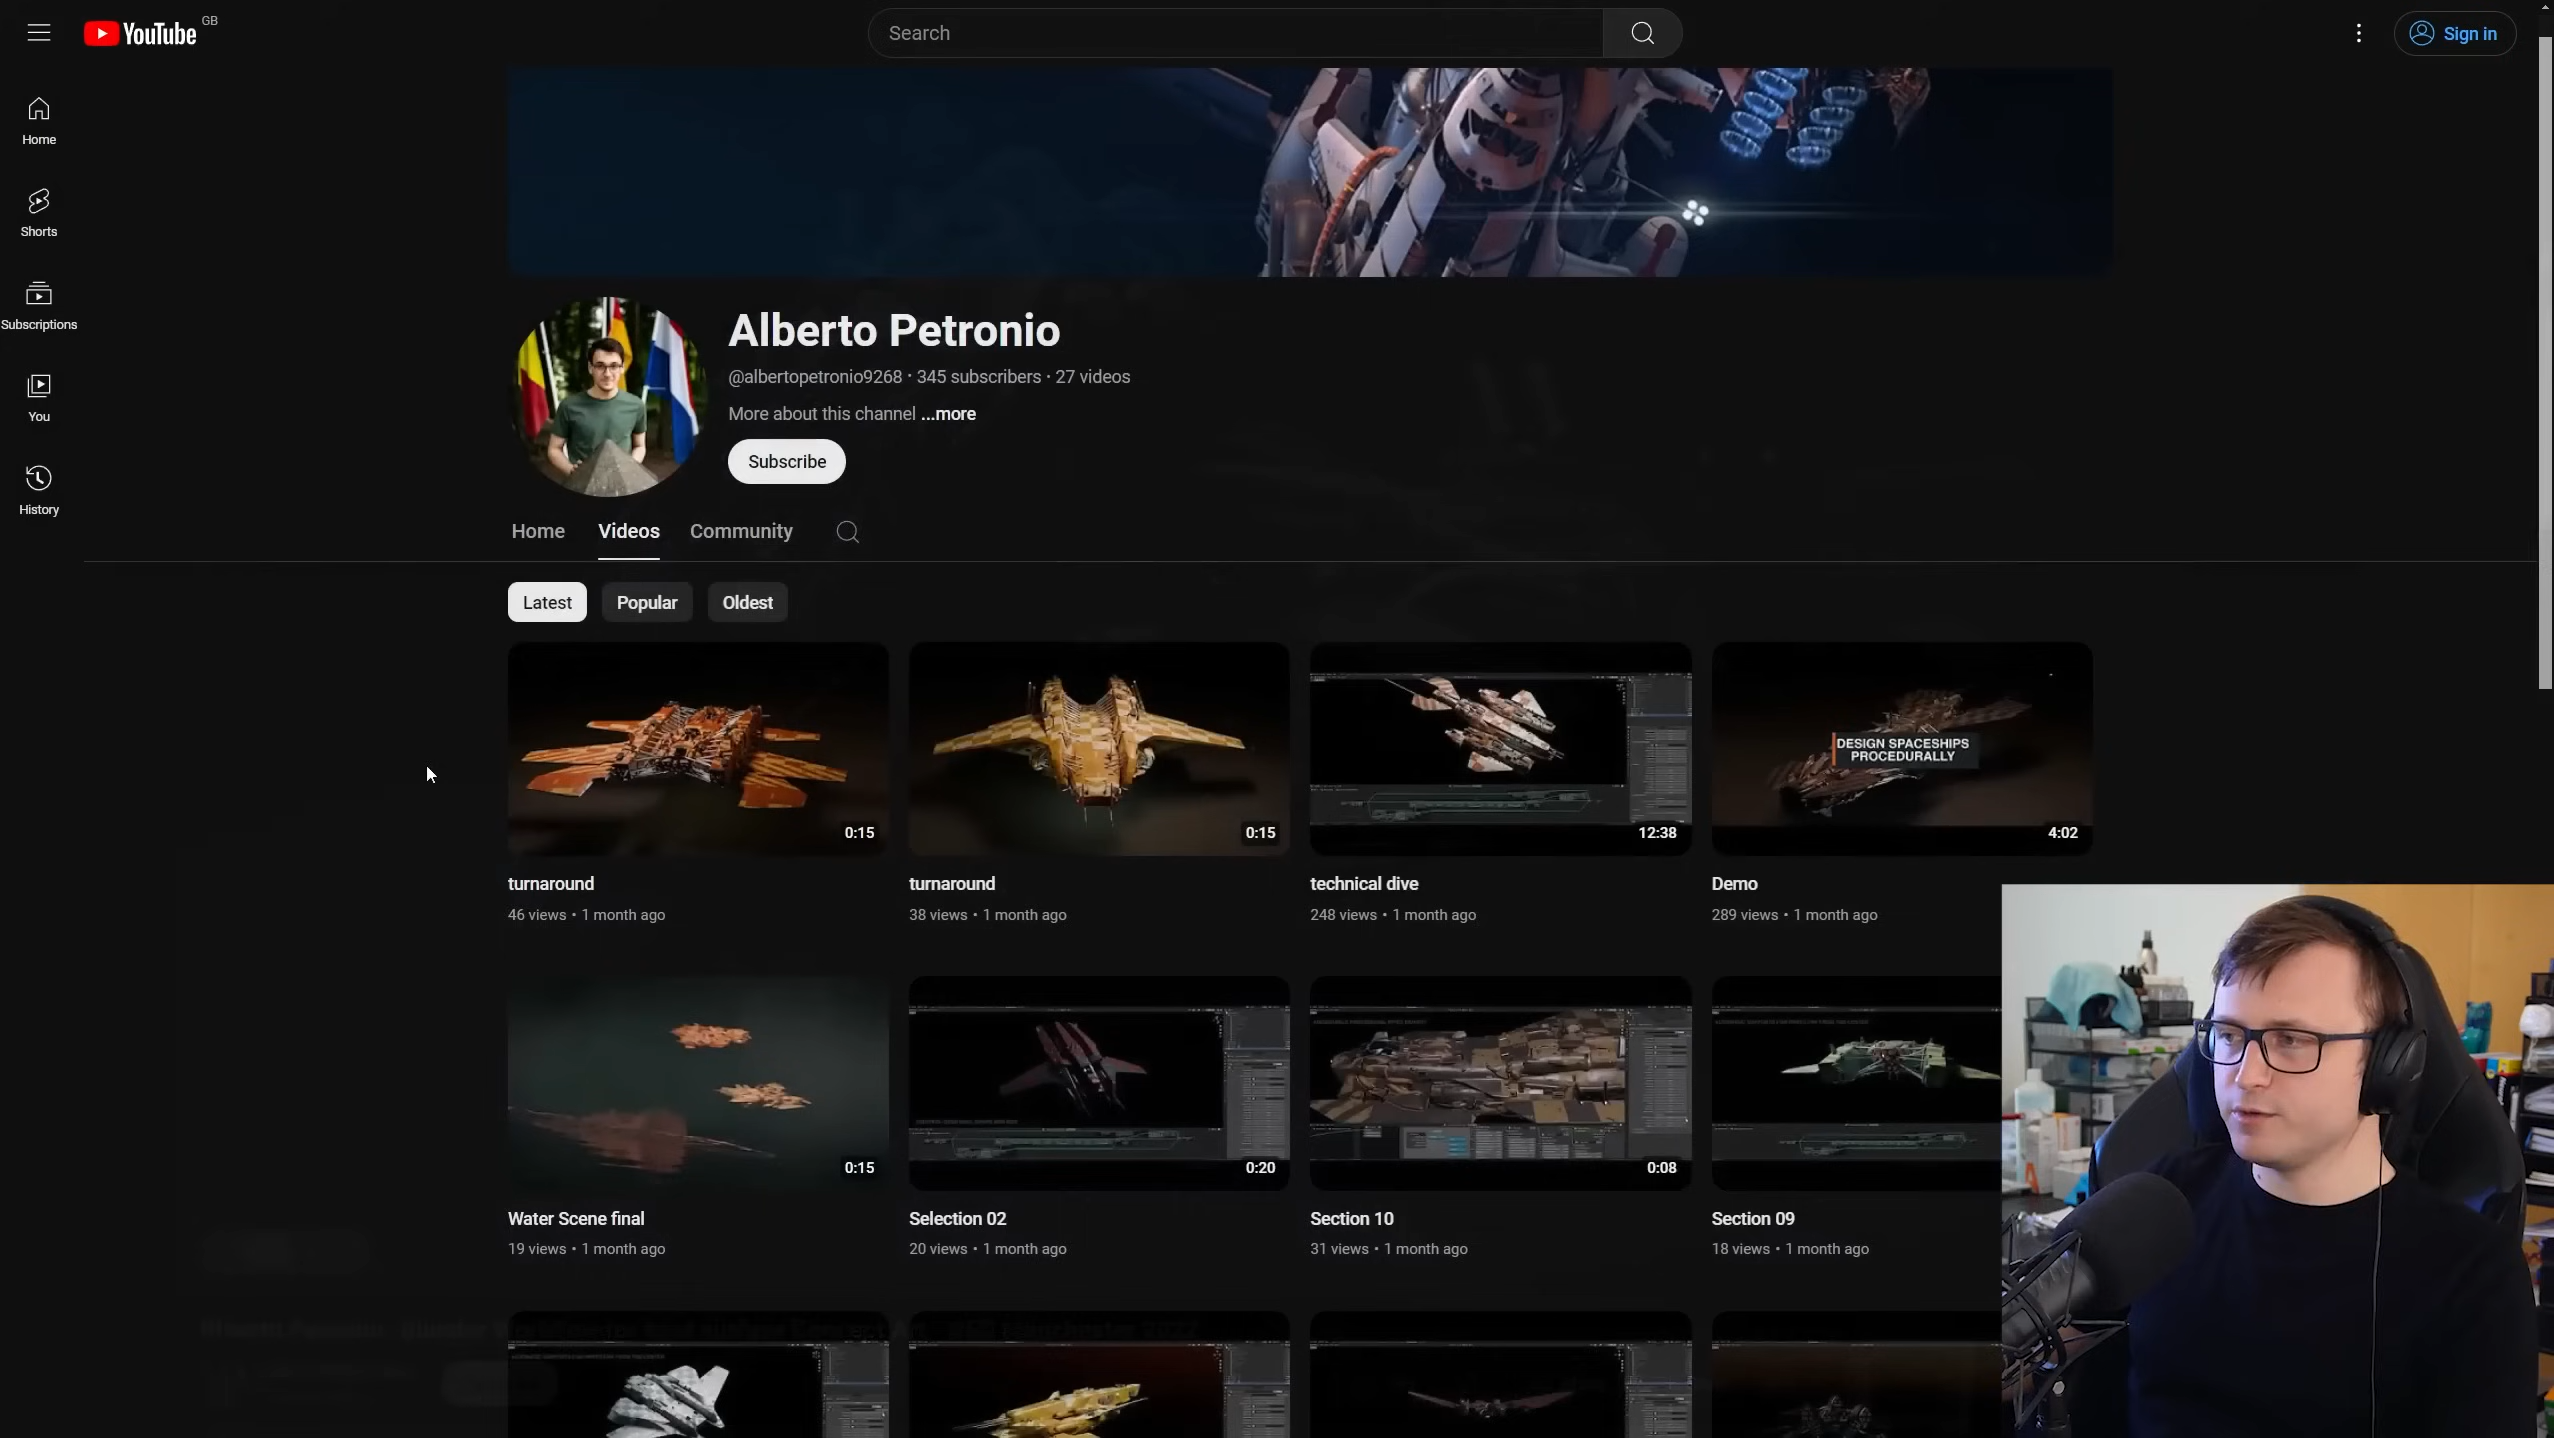 YouTube GB
Search
Sign in
Home
Shorts
Subscriptions
You
History
Alberto Petronio
@albertopetronio9268 · 345 subscribers · 27 videos
More about this channel ...more
Subscribe
Home
Videos
Community
Latest
Popular
Oldest
0:15
0:15
12:38
DESIGN SPACESHIPS
PROCEDURALLY
4:02
turnaround
46 views • 1 month ago
turnaround
38 views • 1 month ago
technical dive
248 views • 1 month ago
Demo
289 views • 1 month ago
0:15
0:20
0:08
Water Scene final
19 views • 1 month ago
Selection 02
20 views • 1 month ago
Section 10
31 views • 1 month ago
Section 09
18 views • 1 month ago